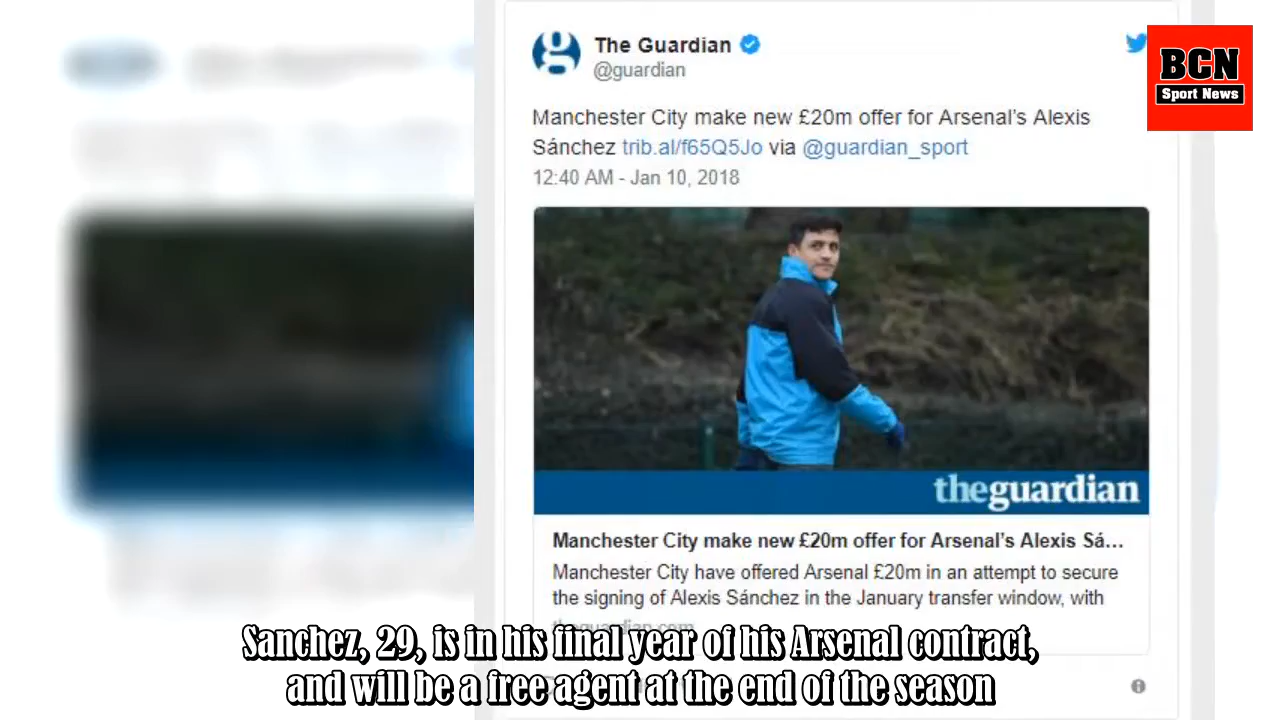 The Guardian
@guardian
BCN
Sport News
Manchester City make new £20m offer for Arsenal's Alexis
Sánchez trib.al/f65Q5Jo via @guardian_sport
12:40 AM - Jan 10, 2018
theguardian
Manchester City make new £20m offer for Arsenal's Alexis Sá...
Manchester City have offered Arsenal £20m in an attempt to secure
the signing of Alexis Sánchez in the January transfer window, with
theguardian.com
Sanchez, 29, is in his final year of his Arsenal contract,
and will be a free agent at the end of the season